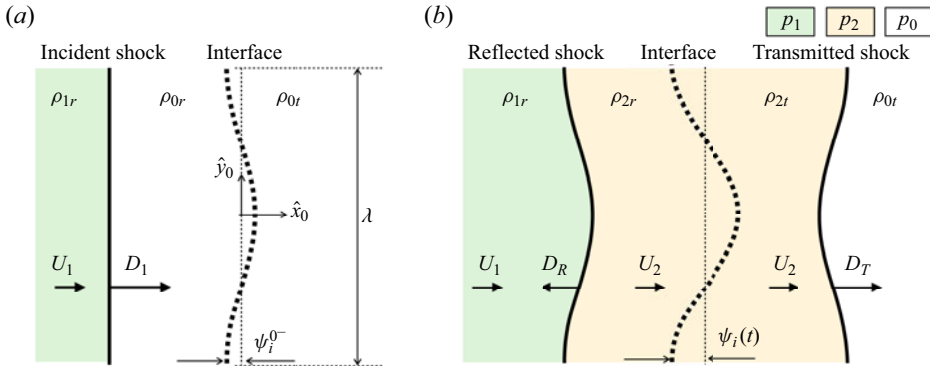 (a)
Incident shock
Interface
ρ1r
ρ0r
ρ0t
ŷ0
x̂0
λ
U1
D1
ψi0−
(b)
p1
p2
p0
Reflected shock
Interface
Transmitted shock
ρ1r
ρ2r
ρ2t
ρ0t
U1
DR
U2
U2
DT
ψi(t)